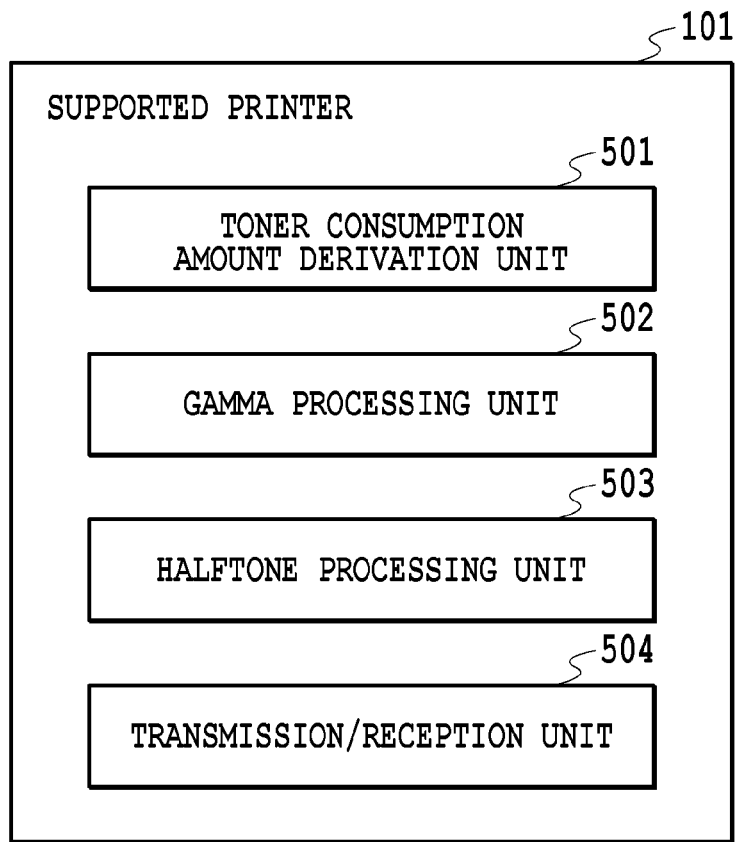 101
SUPPORTED PRINTER
501
TONER CONSUMPTION
AMOUNT DERIVATION UNIT
502
GAMMA PROCESSING UNIT
503
HALFTONE PROCESSING UNIT
504
TRANSMISSION/RECEPTION UNIT